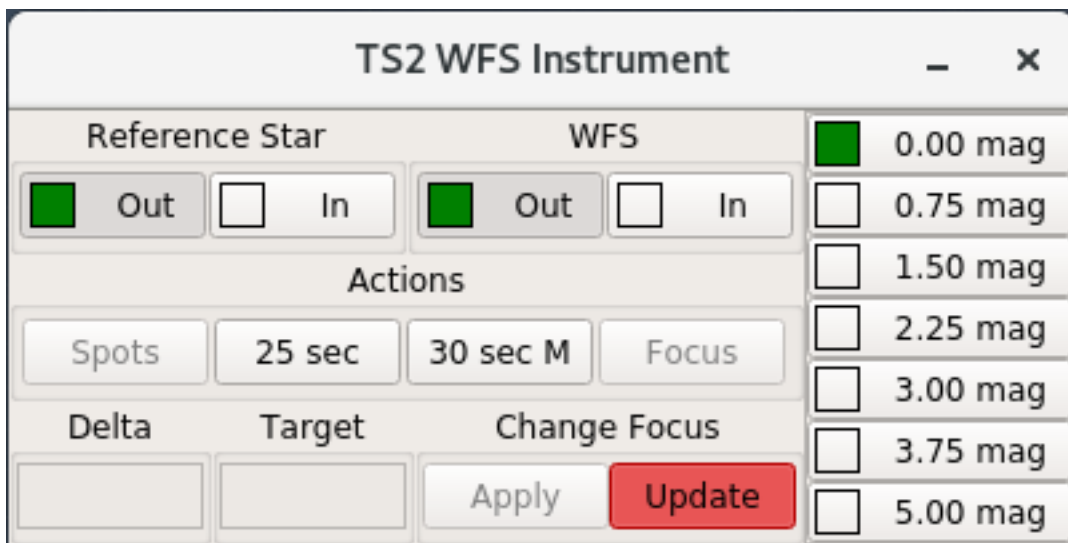 TS2 WFS Instrument
Reference Star
WFS
Out
In
Out
In
Actions
Spots
25 sec
30 sec M
Focus
Delta
Target
Change Focus
Apply
Update
0.00 mag
0.75 mag
1.50 mag
2.25 mag
3.00 mag
3.75 mag
5.00 mag